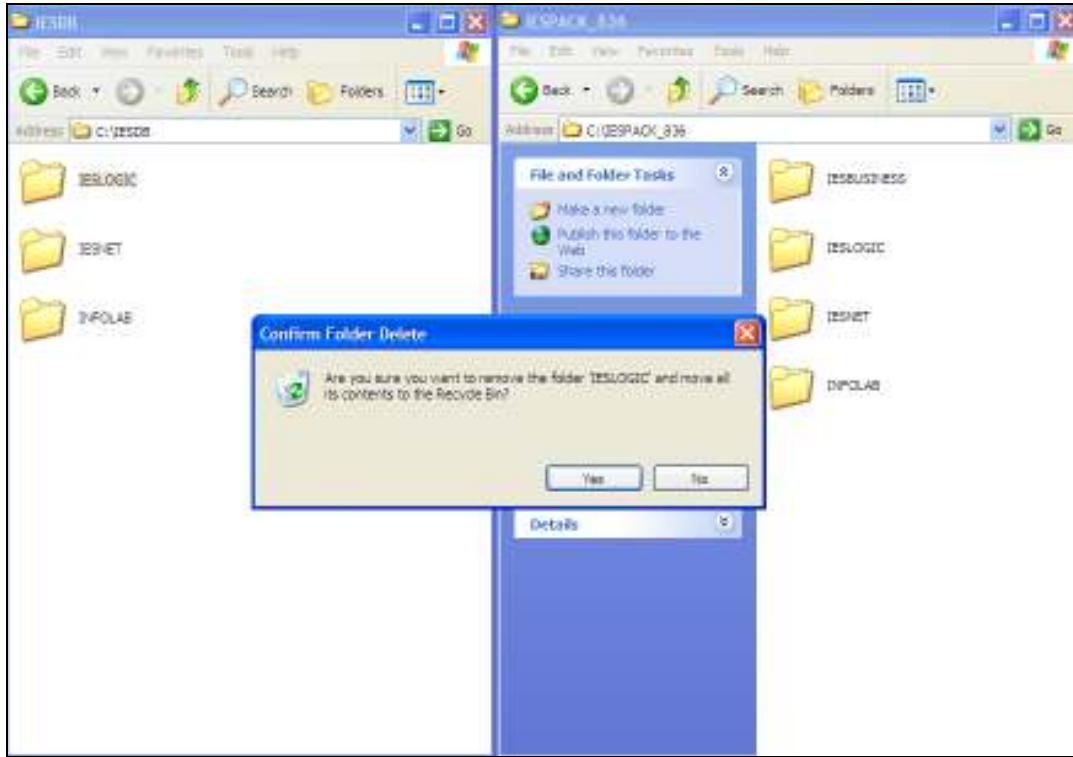 IESDB
File Edit View Favorites Tools Help
Back Search Folders
Address C:\IESDB Go
IESLOGIC
IESNET
INFOLAB
IESPACK_836
File Edit View Favorites Tools Help
Back Search Folders
Address C:\IESPACK_836 Go
File and Folder Tasks
Make a new folder
Publish this folder to the
Web
Share this folder
Details
IESBUSINESS
IESLOGIC
IESNET
INFOLAB
Confirm Folder Delete
Are you sure you want to remove the folder 'IESLOGIC' and move all
its contents to the Recycle Bin?
Yes No